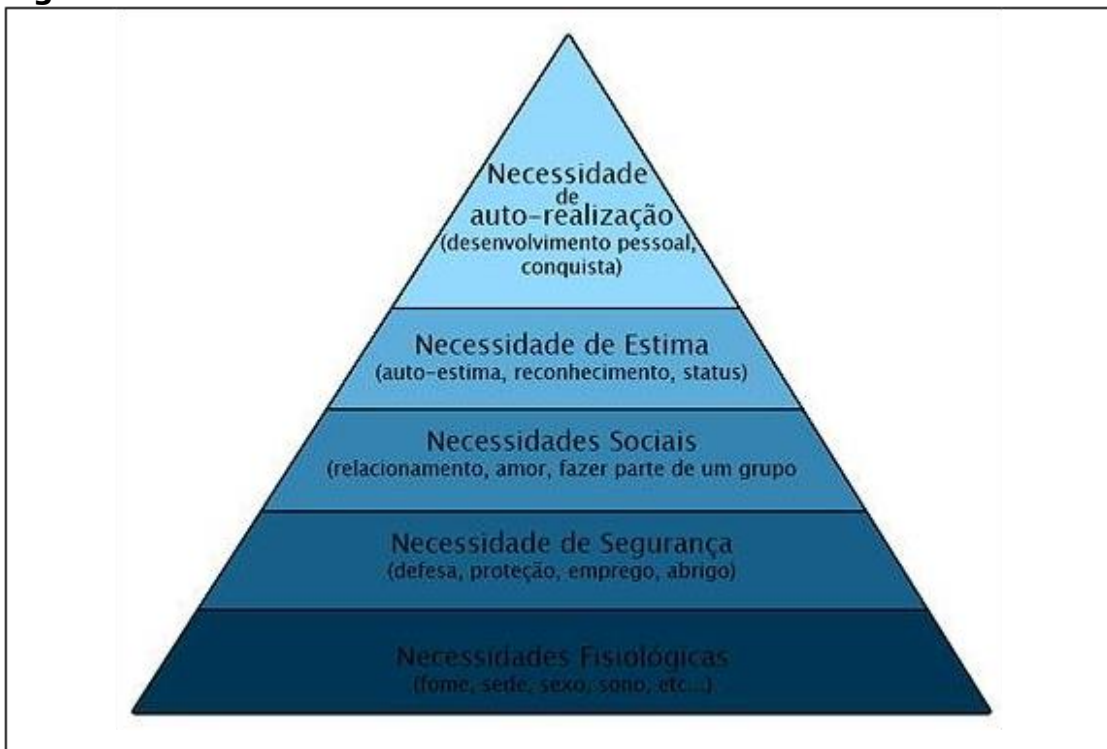 Necessidade
de
auto-realização
(desenvolvimento pessoal,
conquista)
Necessidade de Estima
(auto-estima, reconhecimento, status)
Necessidades Sociais
(relacionamento, amor, fazer parte de um grupo
Necessidade de Segurança
(defesa, proteção, emprego, abrigo)
Necessidades Fisiológicas
(fome, sede, sexo, sono, etc...)